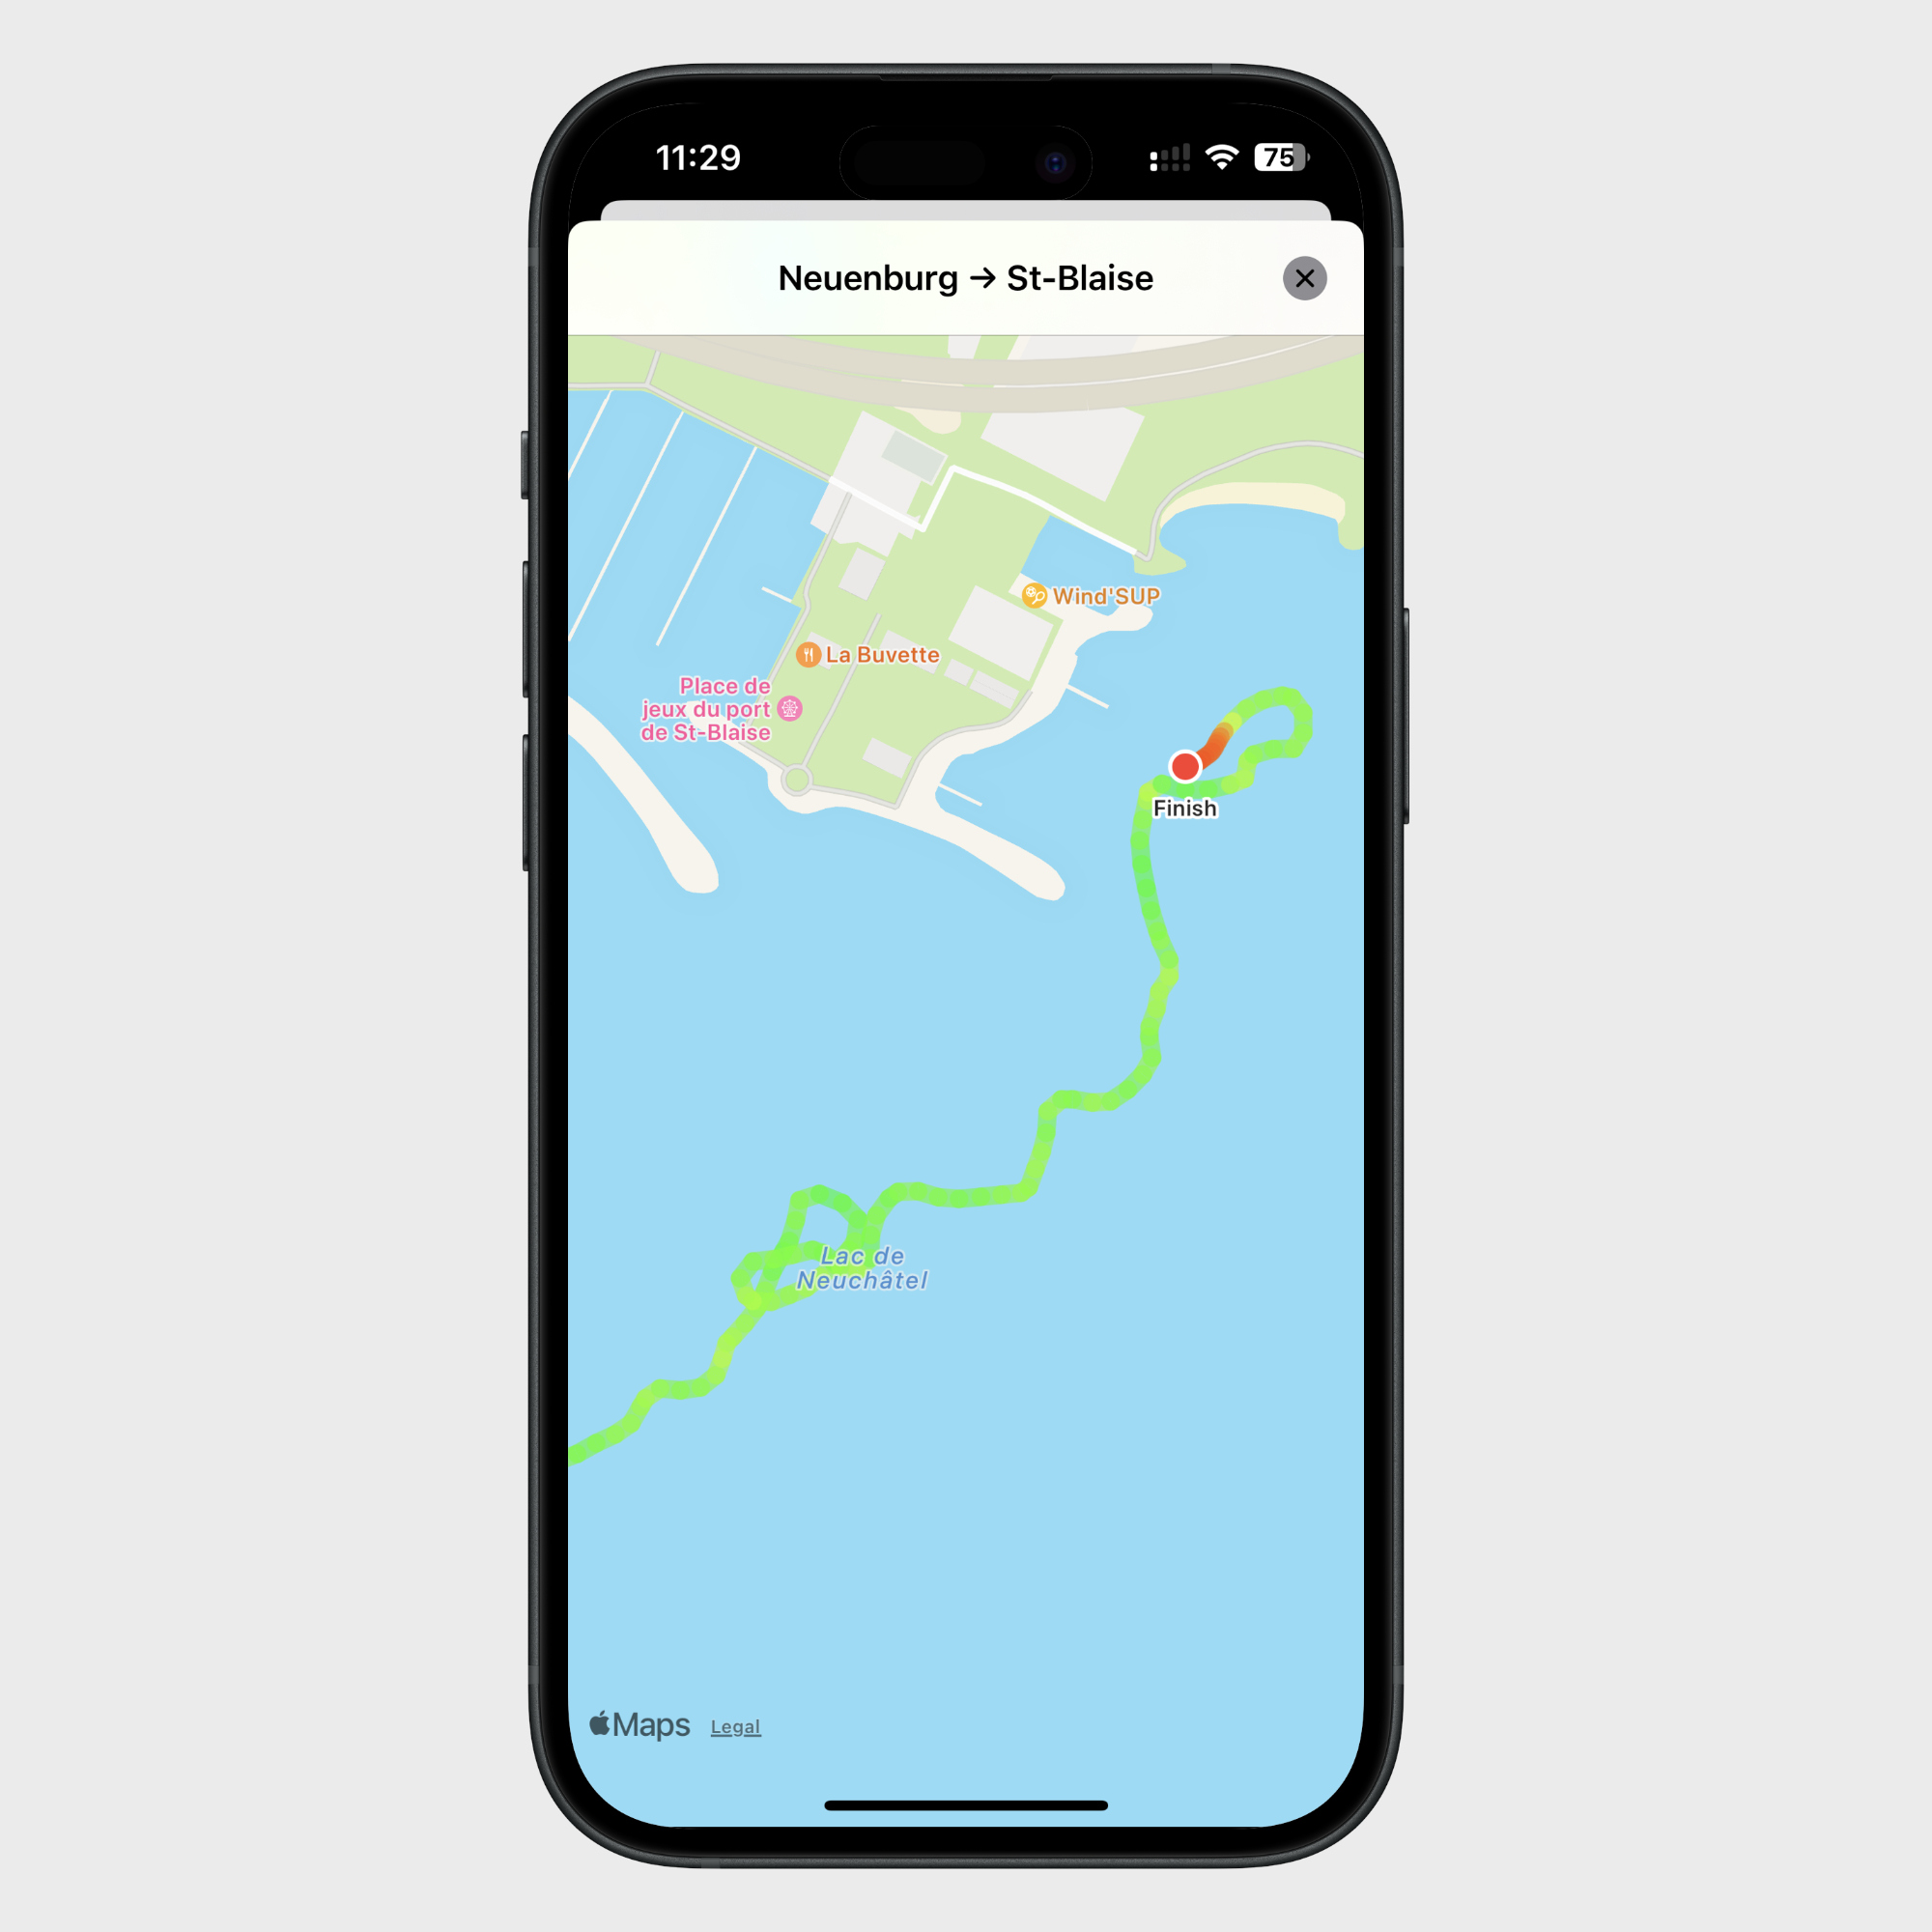 11:29
75
Neuenburg → St-Blaise
Wind'SUP
La Buvette
Place de
jeux du port
de St-Blaise
Finish
Lac de
Neuchâtel
Maps Legal